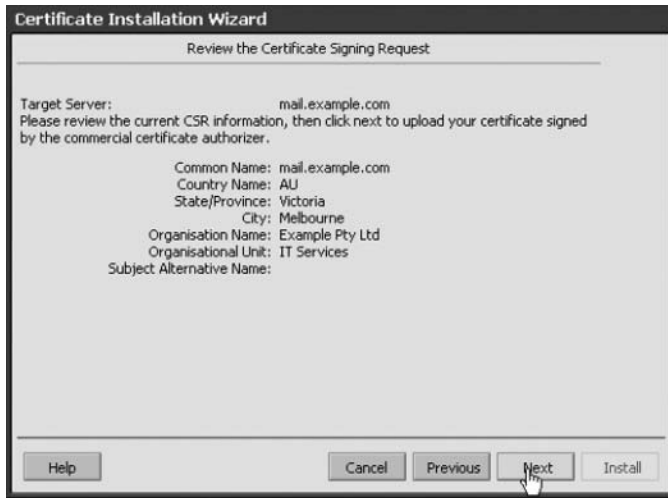 Certificate Installation Wizard
Review the Certificate Signing Request
Target Server: mail.example.com
Please review the current CSR information, then click next to upload your certificate signed
by the commercial certificate authorizer.
Common Name: mail.example.com
Country Name: AU
State/Province: Victoria
City: Melbourne
Organisation Name: Example Pty Ltd
Organisational Unit: IT Services
Subject Alternative Name:
Help Cancel Previous Next Install